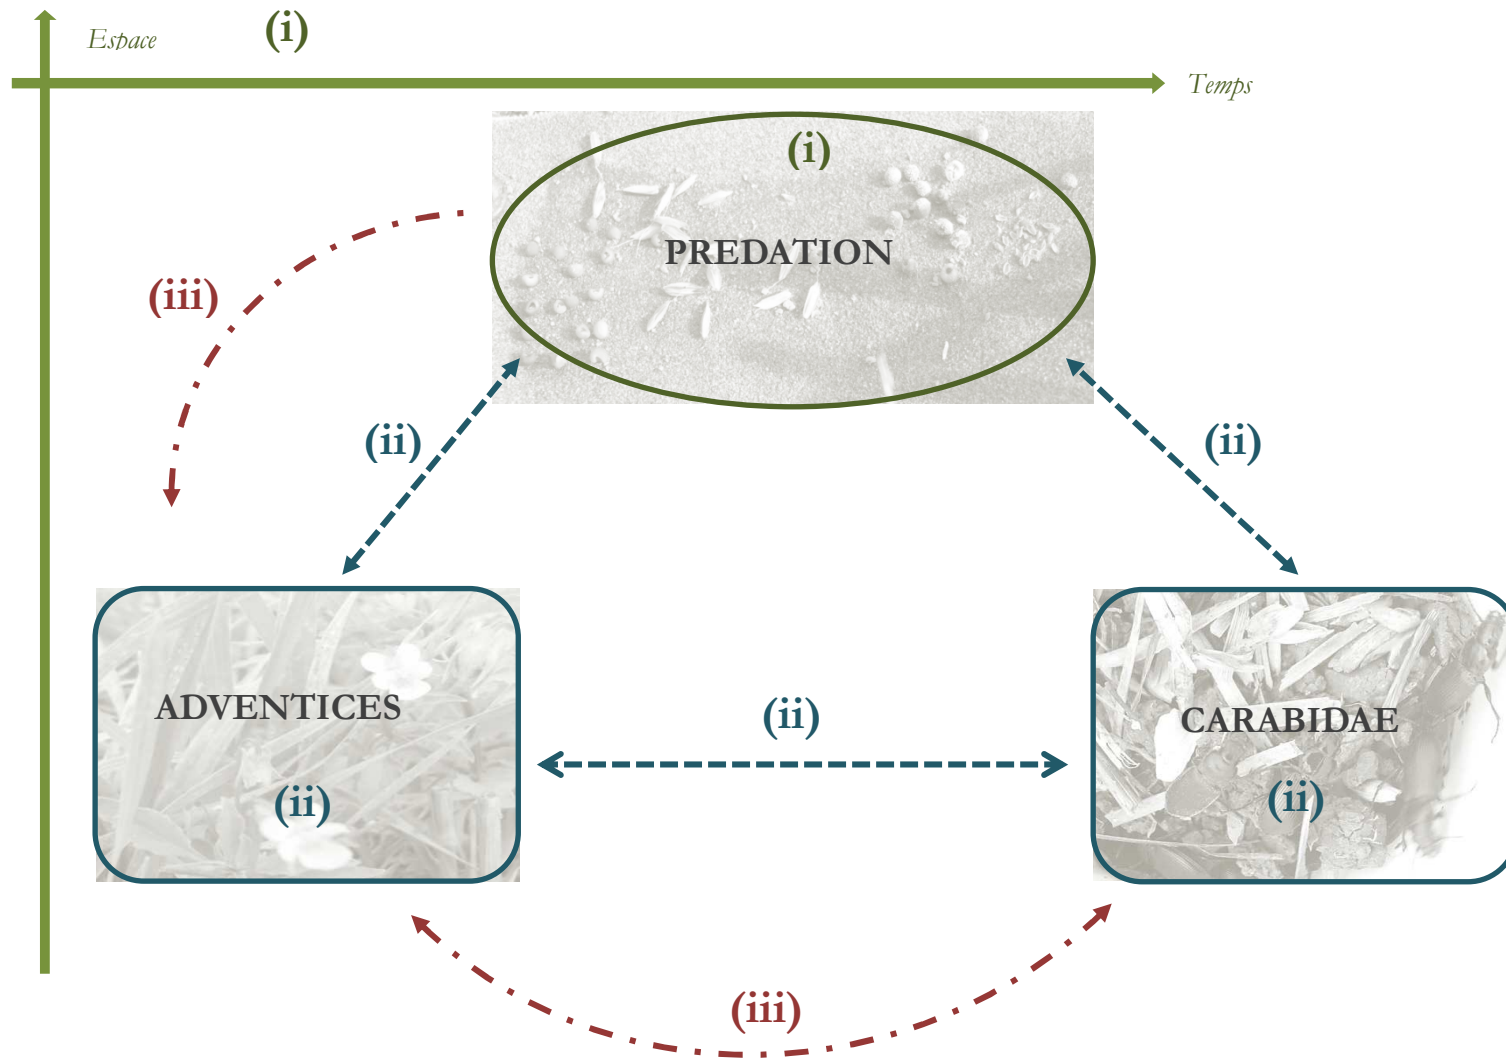 Espace
(i)
Temps
(i)
PREDATION
(iii)
(ii)
(ii)
ADVENTICES
(ii)
CARABIDAE
(ii)
(ii)
(iii)